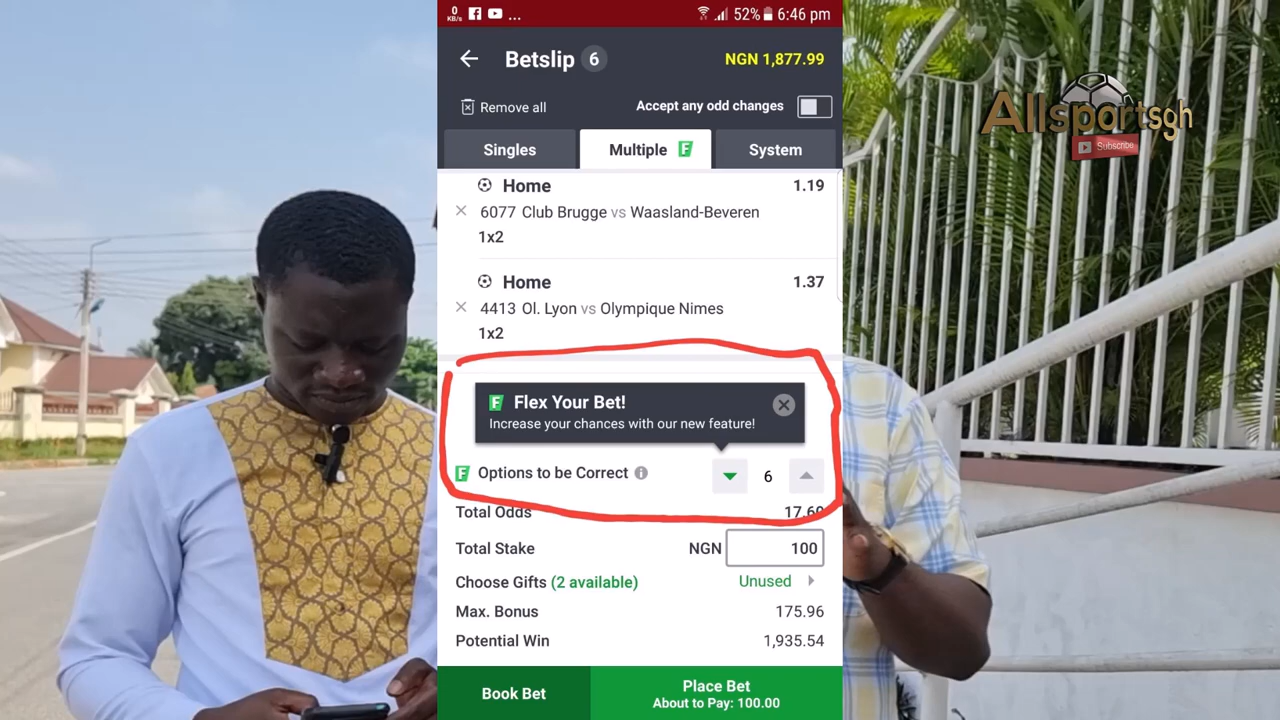 0
KB/s
...
52%
6:46 pm
Betslip 6
NGN 1,877.99
Remove all
Accept any odd changes
Singles
Multiple F
System
Home
1.19
6077 Club Brugge vs Waasland-Beveren
1x2
Home
1.37
4413 Ol. Lyon vs Olympique Nimes
1x2
F Flex Your Bet!
Increase your chances with our new feature!
F Options to be Correct i
6
Total Odds
17.60
Total Stake
NGN
100
Choose Gifts (2 available)
Unused
Max. Bonus
175.96
Potential Win
1,935.54
Book Bet
Place Bet
About to Pay: 100.00
Allsportsgh
Subscribe